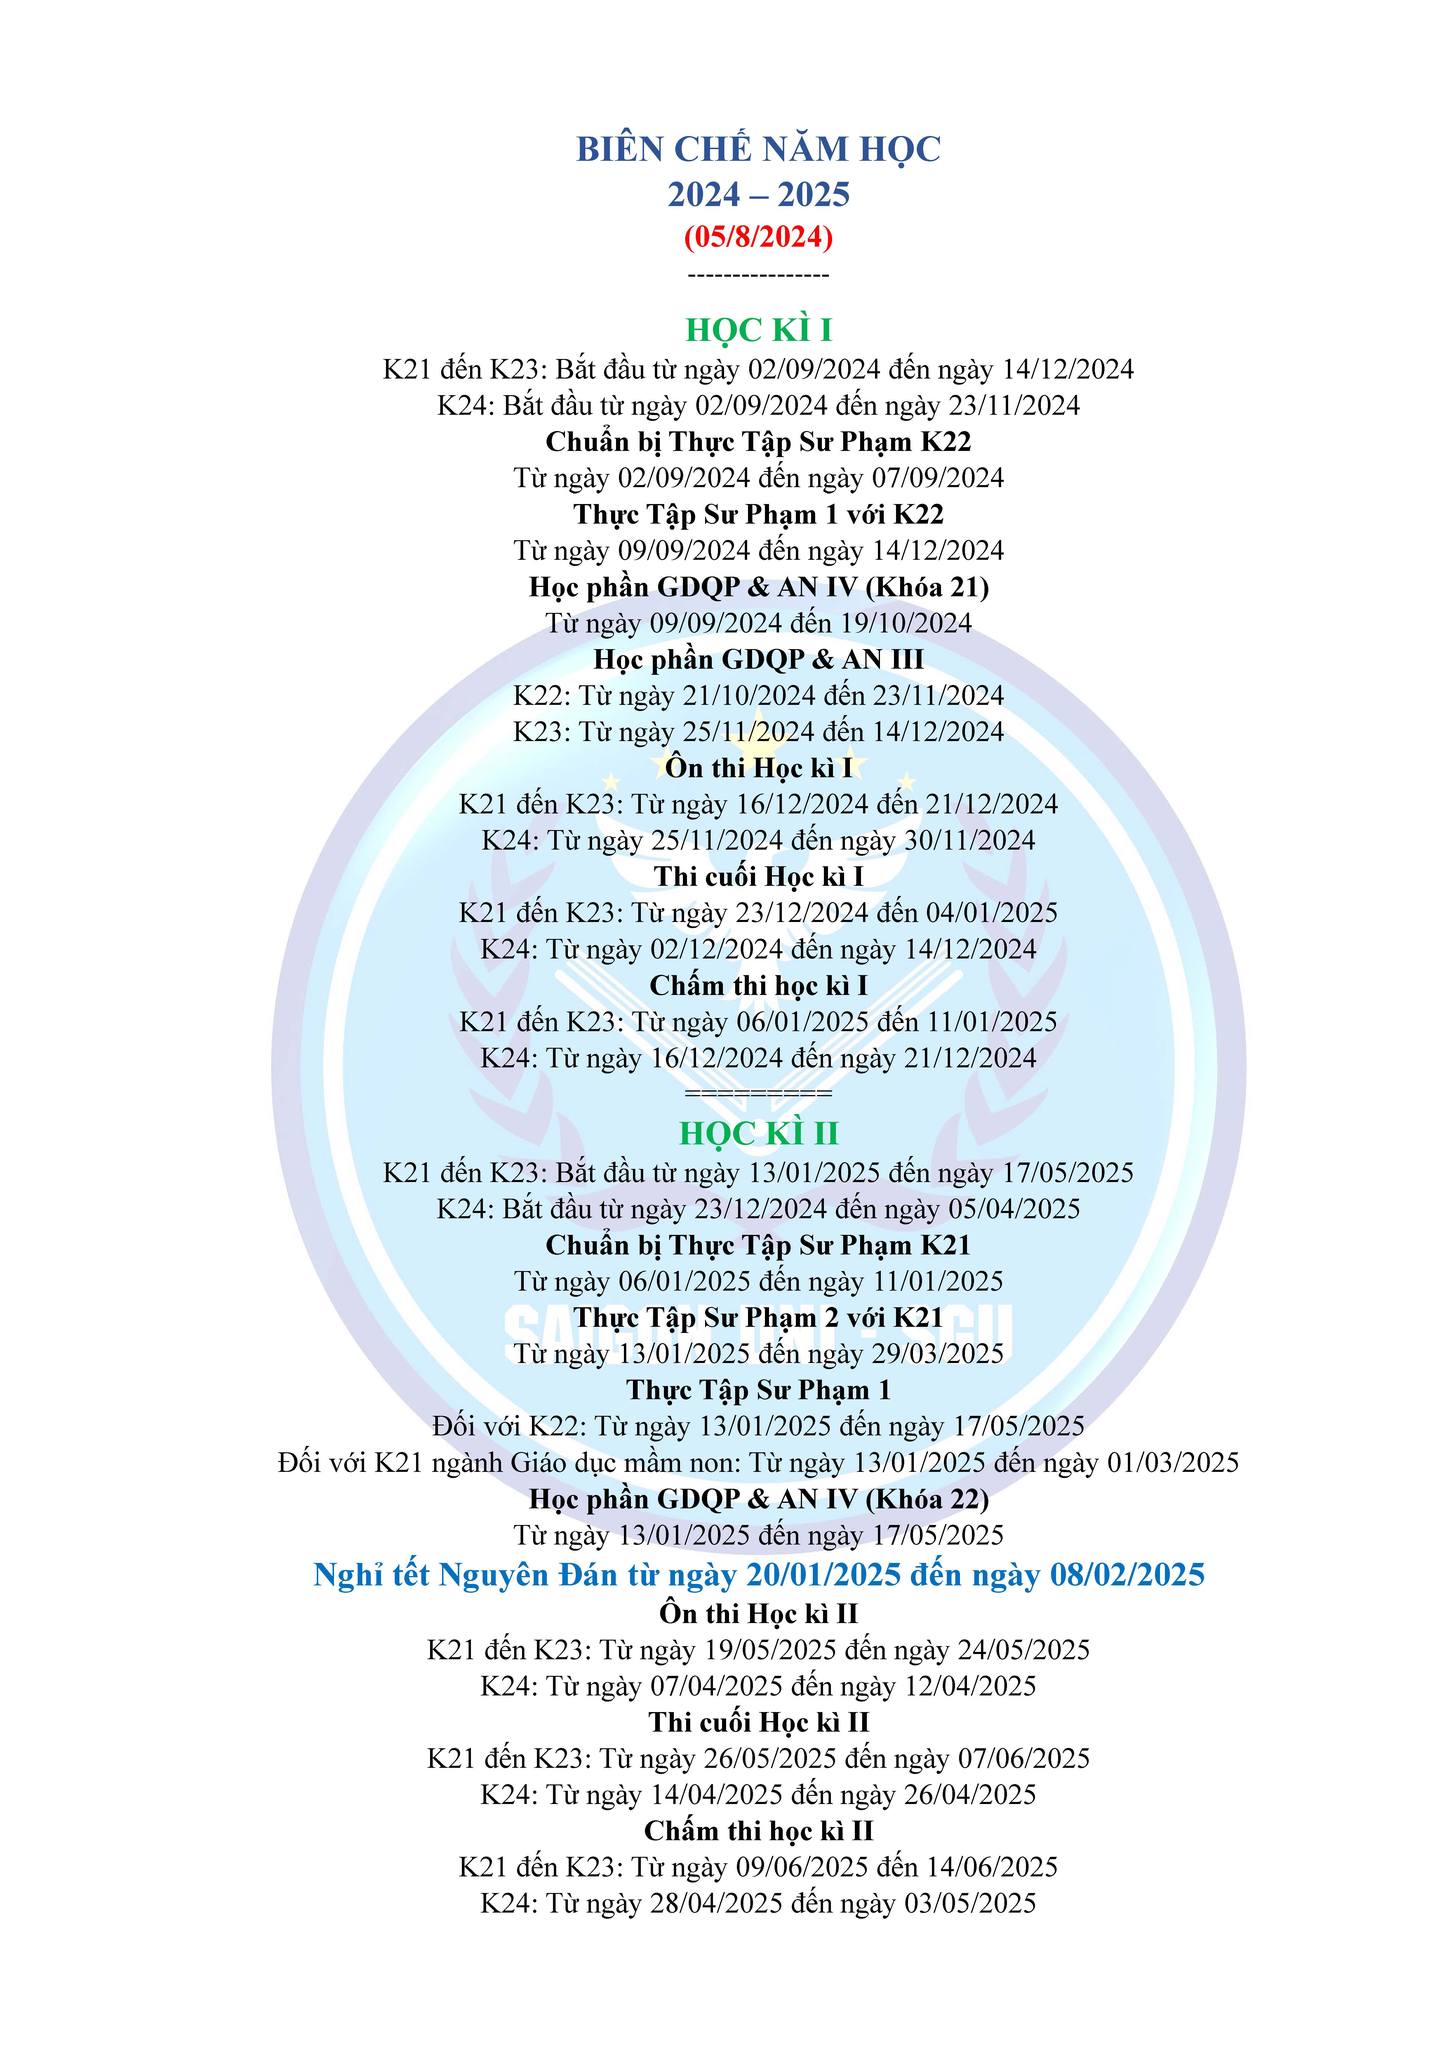 BIÊN CHẾ NĂM HỌC
2024 – 2025
(05/8/2024)
----------------
HỌC KÌ I
K21 đến K23: Bắt đầu từ ngày 02/09/2024 đến ngày 14/12/2024
K24: Bắt đầu từ ngày 02/09/2024 đến ngày 23/11/2024
Chuẩn bị Thực Tập Sư Phạm K22
Từ ngày 02/09/2024 đến ngày 07/09/2024
Thực Tập Sư Phạm 1 với K22
Từ ngày 09/09/2024 đến ngày 14/12/2024
Học phần GDQP & AN IV (Khóa 21)
Từ ngày 09/09/2024 đến 19/10/2024
Học phần GDQP & AN III
K22: Từ ngày 21/10/2024 đến 23/11/2024
K23: Từ ngày 25/11/2024 đến 14/12/2024
Ôn thi Học kì I
K21 đến K23: Từ ngày 16/12/2024 đến 21/12/2024
K24: Từ ngày 25/11/2024 đến ngày 30/11/2024
Thi cuối Học kì I
K21 đến K23: Từ ngày 23/12/2024 đến 04/01/2025
K24: Từ ngày 02/12/2024 đến ngày 14/12/2024
Chấm thi học kì I
K21 đến K23: Từ ngày 06/01/2025 đến 11/01/2025
K24: Từ ngày 16/12/2024 đến ngày 21/12/2024
=========
HỌC KÌ II
K21 đến K23: Bắt đầu từ ngày 13/01/2025 đến ngày 17/05/2025
K24: Bắt đầu từ ngày 23/12/2024 đến ngày 05/04/2025
Chuẩn bị Thực Tập Sư Phạm K21
Từ ngày 06/01/2025 đến ngày 11/01/2025
Thực Tập Sư Phạm 2 với K21
SAIGON UNI - SGU
Từ ngày 13/01/2025 đến ngày 29/03/2025
Thực Tập Sư Phạm 1
Đối với K22: Từ ngày 13/01/2025 đến ngày 17/05/2025
Đối với K21 ngành Giáo dục mầm non: Từ ngày 13/01/2025 đến ngày 01/03/2025
Học phần GDQP & AN IV (Khóa 22)
Từ ngày 13/01/2025 đến ngày 17/05/2025
Nghỉ tết Nguyên Đán từ ngày 20/01/2025 đến ngày 08/02/2025
Ôn thi Học kì II
K21 đến K23: Từ ngày 19/05/2025 đến ngày 24/05/2025
K24: Từ ngày 07/04/2025 đến ngày 12/04/2025
Thi cuối Học kì II
K21 đến K23: Từ ngày 26/05/2025 đến ngày 07/06/2025
K24: Từ ngày 14/04/2025 đến ngày 26/04/2025
Chấm thi học kì II
K21 đến K23: Từ ngày 09/06/2025 đến 14/06/2025
K24: Từ ngày 28/04/2025 đến ngày 03/05/2025